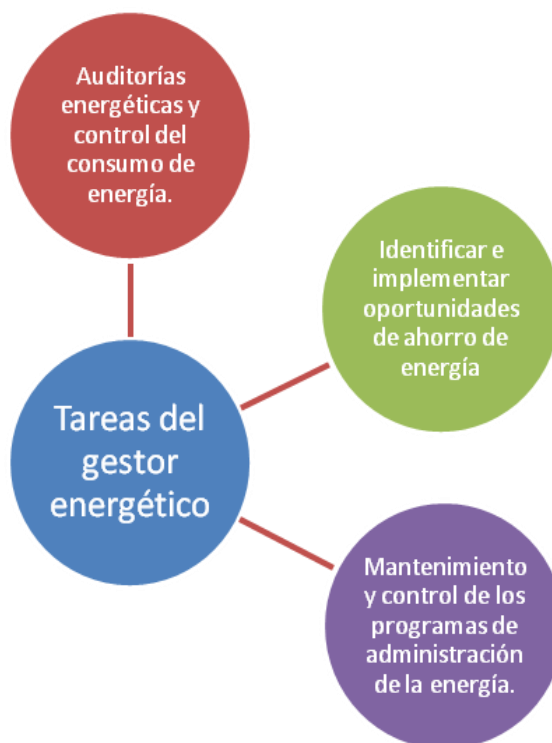 Auditorías
energéticas y
control del
consumo de
energía.
Identificar e
implementar
oportunidades
de ahorro de
energía
Tareas del
gestor
energético
Mantenimiento
y control de los
programas de
administración
de la energía.